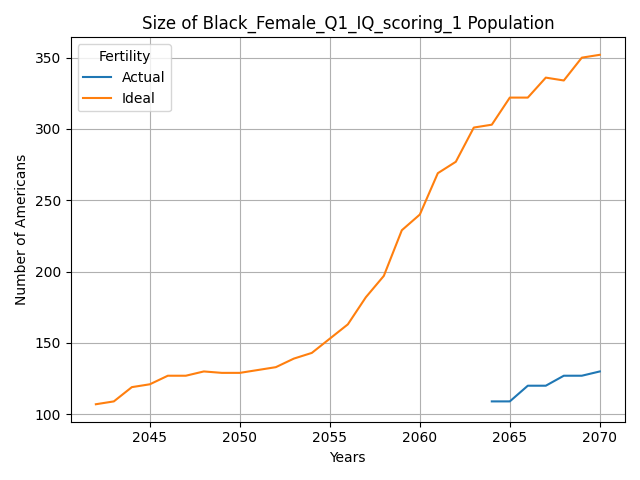 Size of Black_Female_Q1_IQ_scoring_1 Population
Fertility
Actual
Ideal
Number of Americans
350
300
250
200
150
100
2045
2050
2055
2060
2065
2070
Years